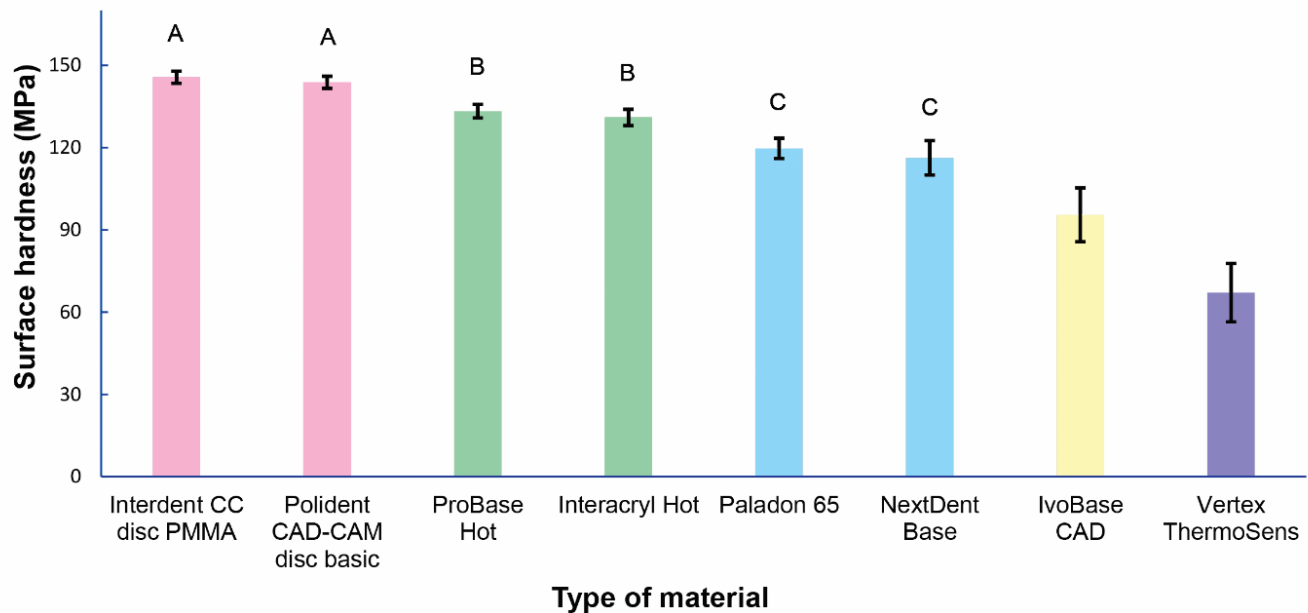 A A B B C C
Surface hardness (MPa)
150
120
90
60
30
0
Interdent CC
disc PMMA
Polident
CAD-CAM
disc basic
ProBase
Hot
Interacryl Hot
Paladon 65
NextDent
Base
IvoBase
CAD
Vertex
ThermoSens
Type of material